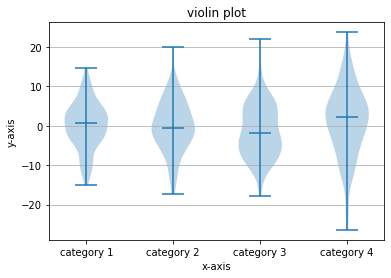 violin plot
y-axis
20
10
0
−10
−20
category 1 category 2 category 3 category 4
x-axis